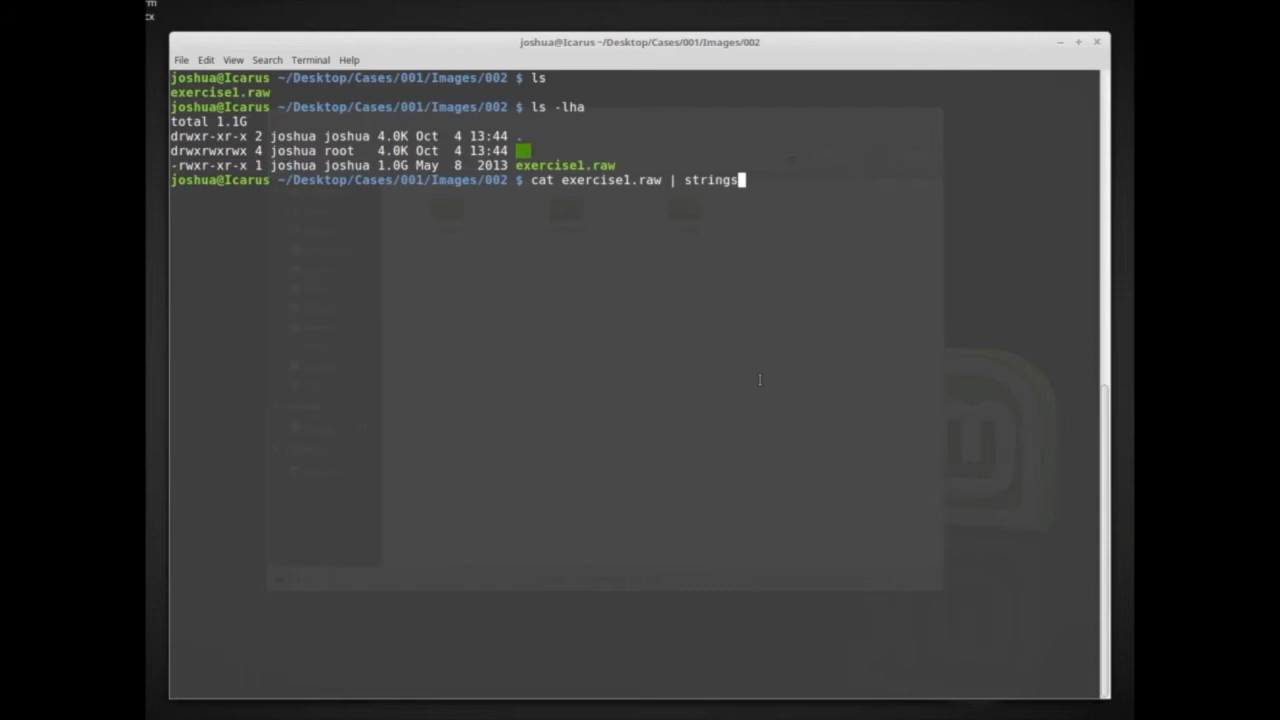 rm
cx
joshua@Icarus ~/Desktop/Cases/001/Images/002
File Edit View Search Terminal Help
joshua@Icarus ~/Desktop/Cases/001/Images/002 $ ls
exercise1.raw
joshua@Icarus ~/Desktop/Cases/001/Images/002 $ ls -lha
total 1.1G
drwxr-xr-x 2 joshua joshua 4.0K Oct  4 13:44 .
drwxrwxrwx 4 joshua root   4.0K Oct  4 13:44
-rwxr-xr-x 1 joshua joshua 1.0G May  8  2013 exercise1.raw
joshua@Icarus ~/Desktop/Cases/001/Images/002 $ cat exercise1.raw | strings